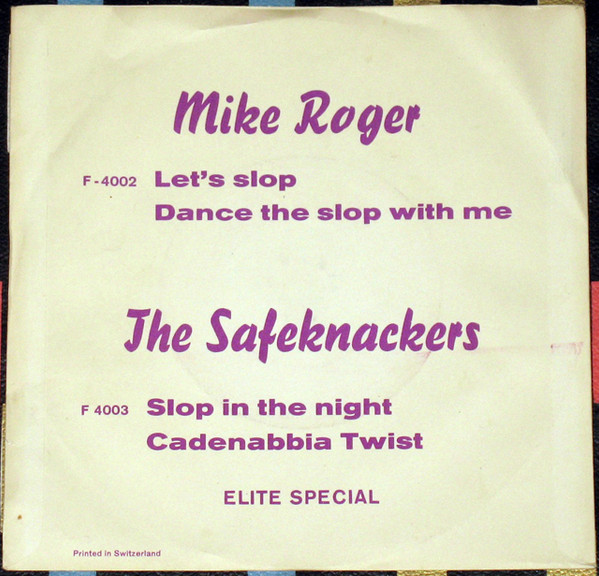 Mike Roger
F-4002 Let's slop
Dance the slop with me
The Safeknackers
F 4003 Slop in the night
Cadenabbia Twist
ELITE SPECIAL
Printed in Switzerland